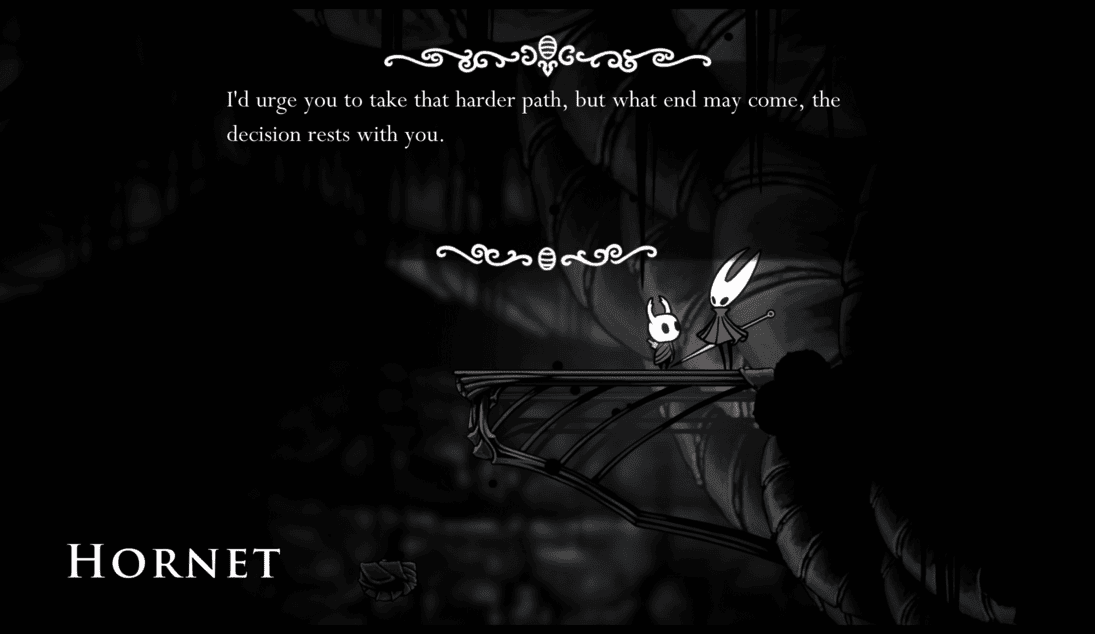 I'd urge you to take that harder path, but what end may come, the
decision rests with you.
HORNET